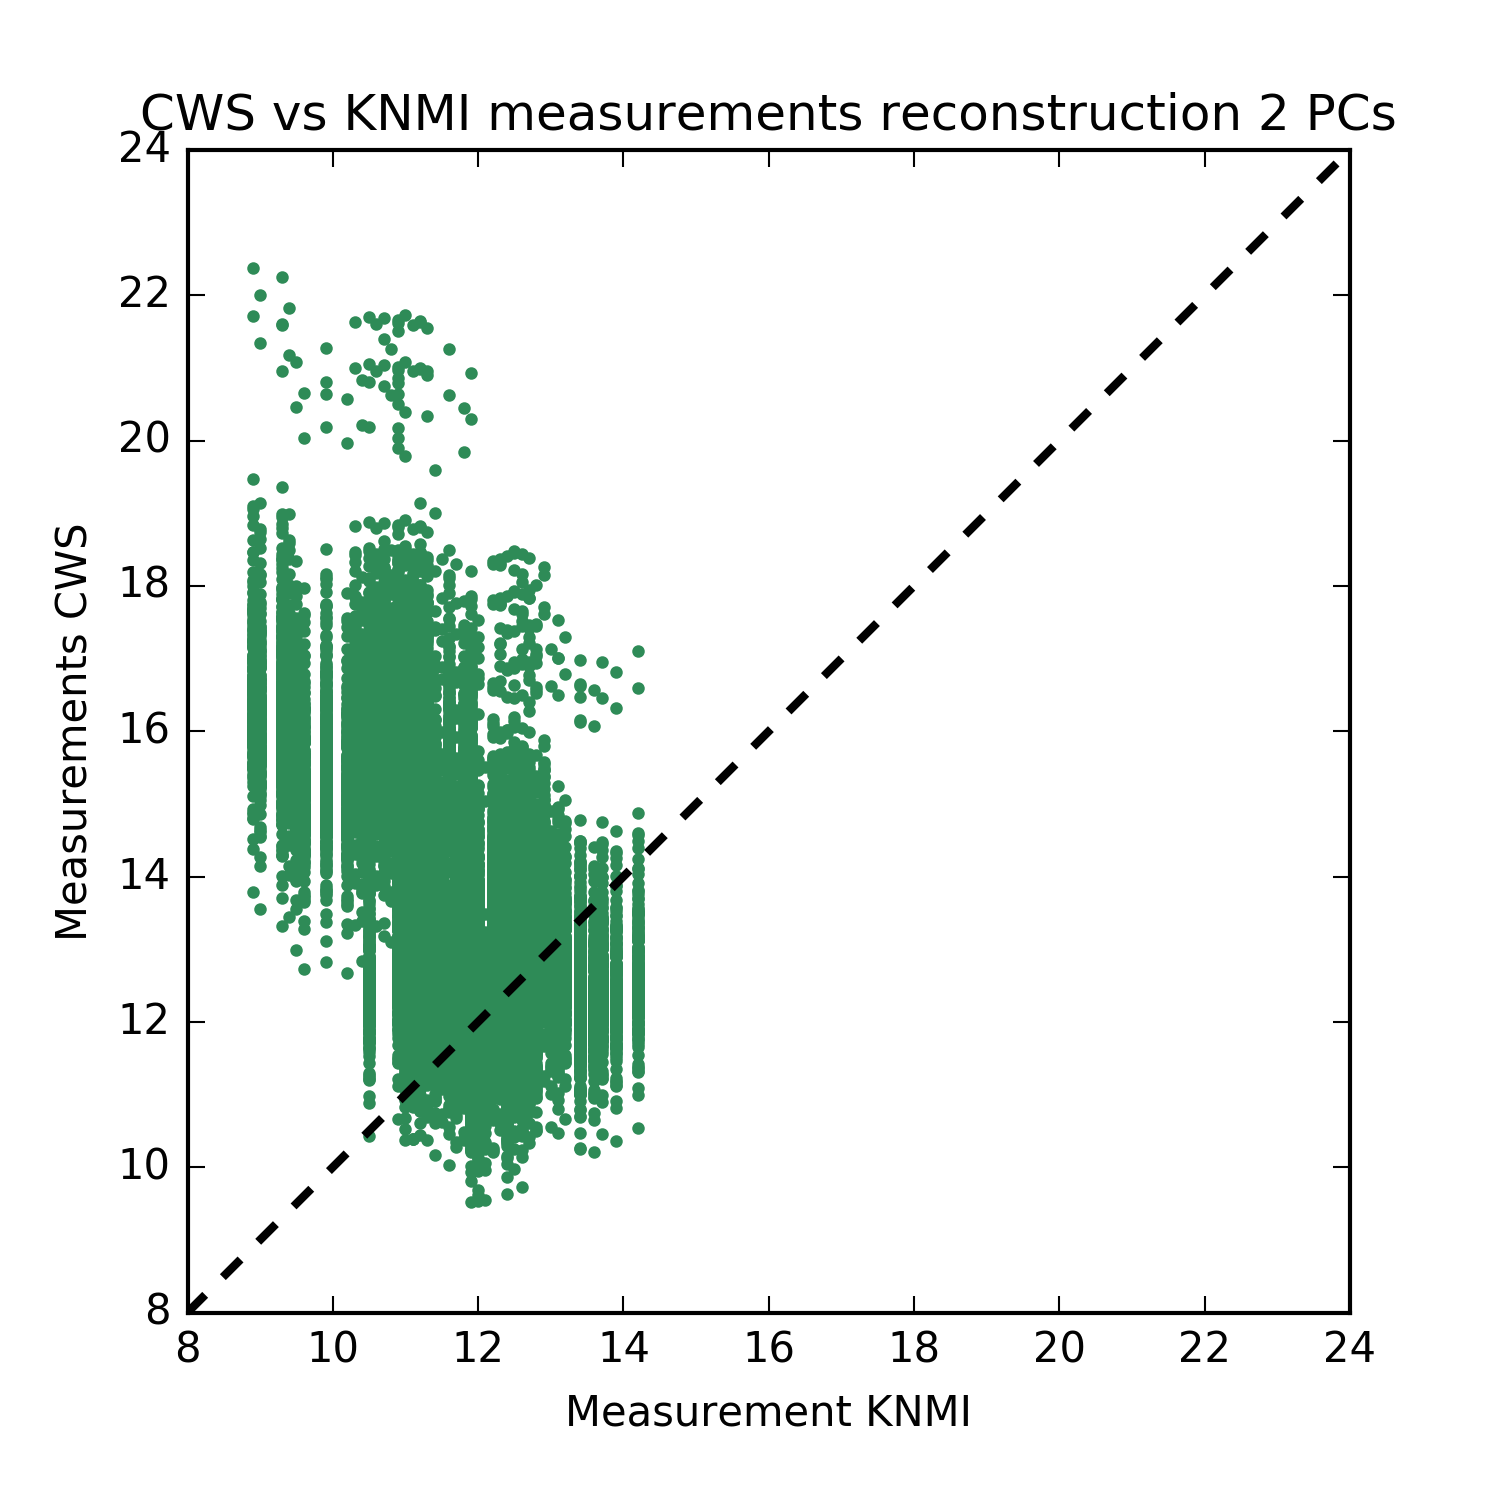 CWS vs KNMI measurements reconstruction 2 PCs
24
22
20
18
16
14
12
10
8
Measurements CWS
8 10 12 14 16 18 20 22 24
Measurement KNMI